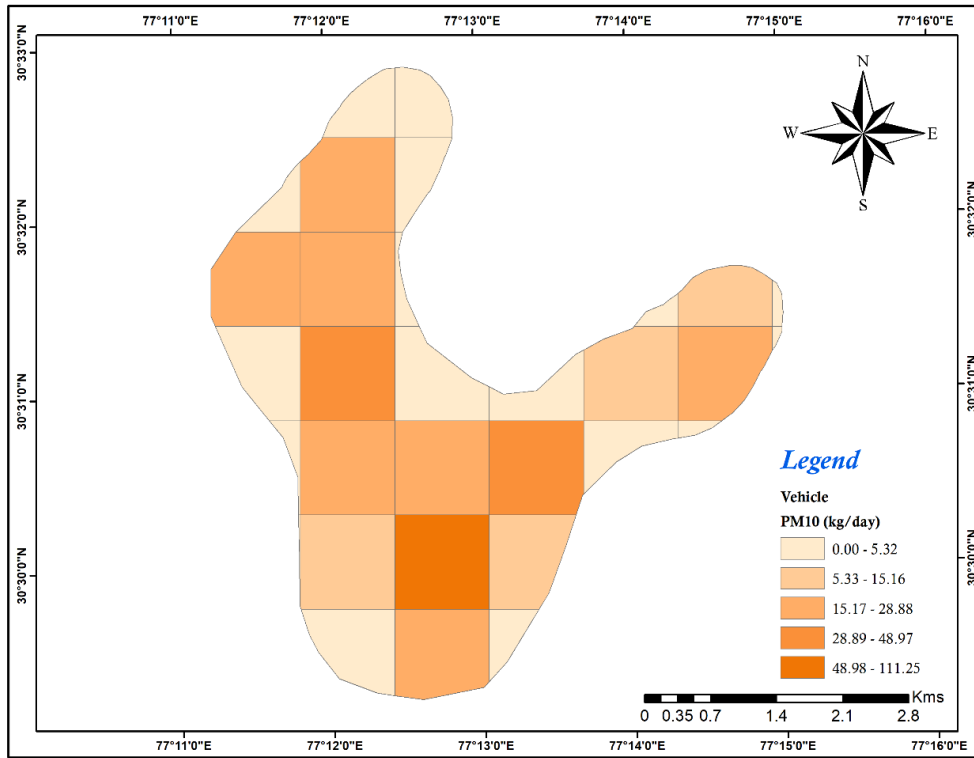 77°11'0"E 77°12'0"E 77°13'0"E 77°14'0"E 77°15'0"E 77°16'0"E
30°33'0"N
N
W E
S
30°32'0"N
30°32'0"N
30°31'0"N
30°31'0"N
Legend
Vehicle
PM10 (kg/day)
0.00 - 5.32
5.33 - 15.16
15.17 - 28.88
28.89 - 48.97
48.98 - 111.25
30°30'0"N
30°30'0"N
Kms
0 0.35 0.7 1.4 2.1 2.8
77°11'0"E 77°12'0"E 77°13'0"E 77°14'0"E 77°15'0"E 77°16'0"E